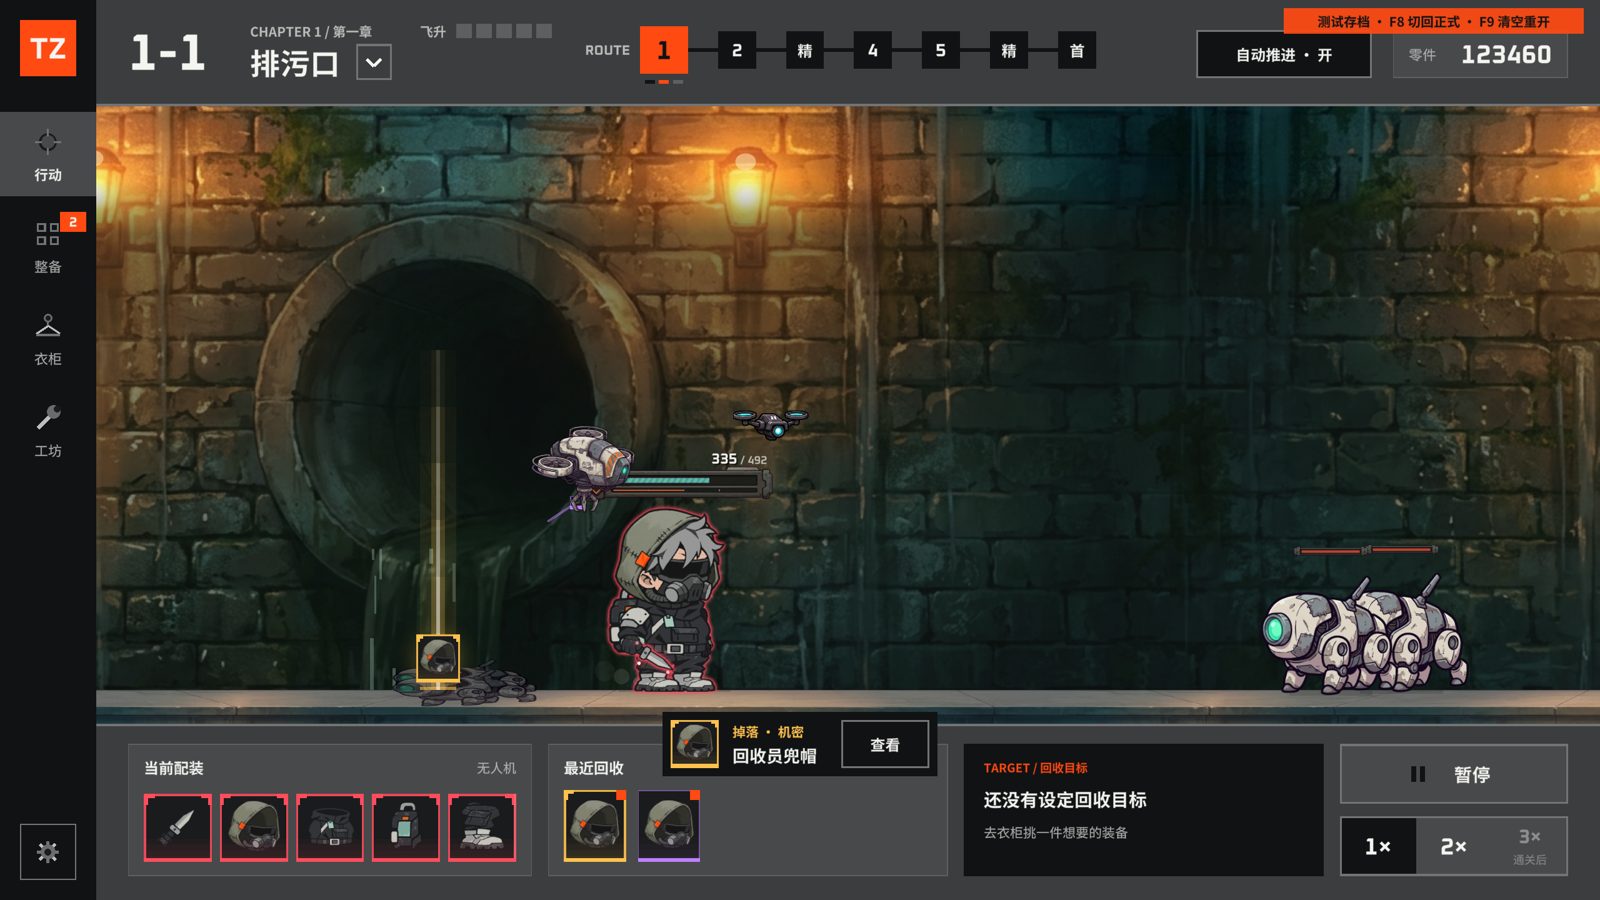 TZ
1-1
CHAPTER 1 / 第一章
排污口
飞升
ROUTE
1
2
精
4
5
精
首
测试存档 · F8 切回正式 · F9 清空重开
自动推进 · 开
零件 123460
行动
2
整备
衣柜
工坊
335 / 492
掉落 · 机密
回收员兜帽
查看
当前配装
无人机
最近回收
TARGET / 回收目标
还没有设定回收目标
去衣柜挑一件想要的装备
暂停
1×
2×
3×
通关后